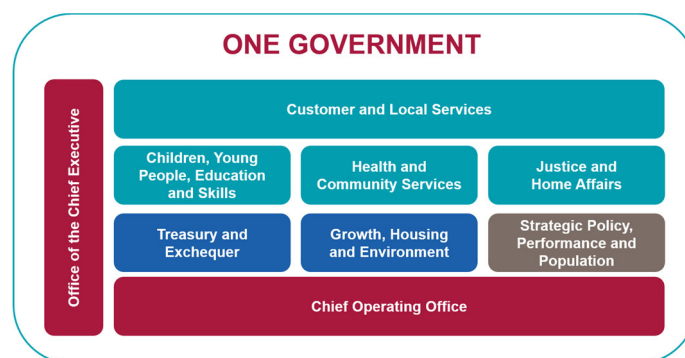 ONE GOVERNMENT
Office of the Chief Executive
Customer and Local Services
Children, Young
People, Education
and Skills
Health and
Community Services
Justice and
Home Affairs
Treasury and
Exchequer
Growth, Housing
and Environment
Strategic Policy,
Performance and
Population
Chief Operating Office